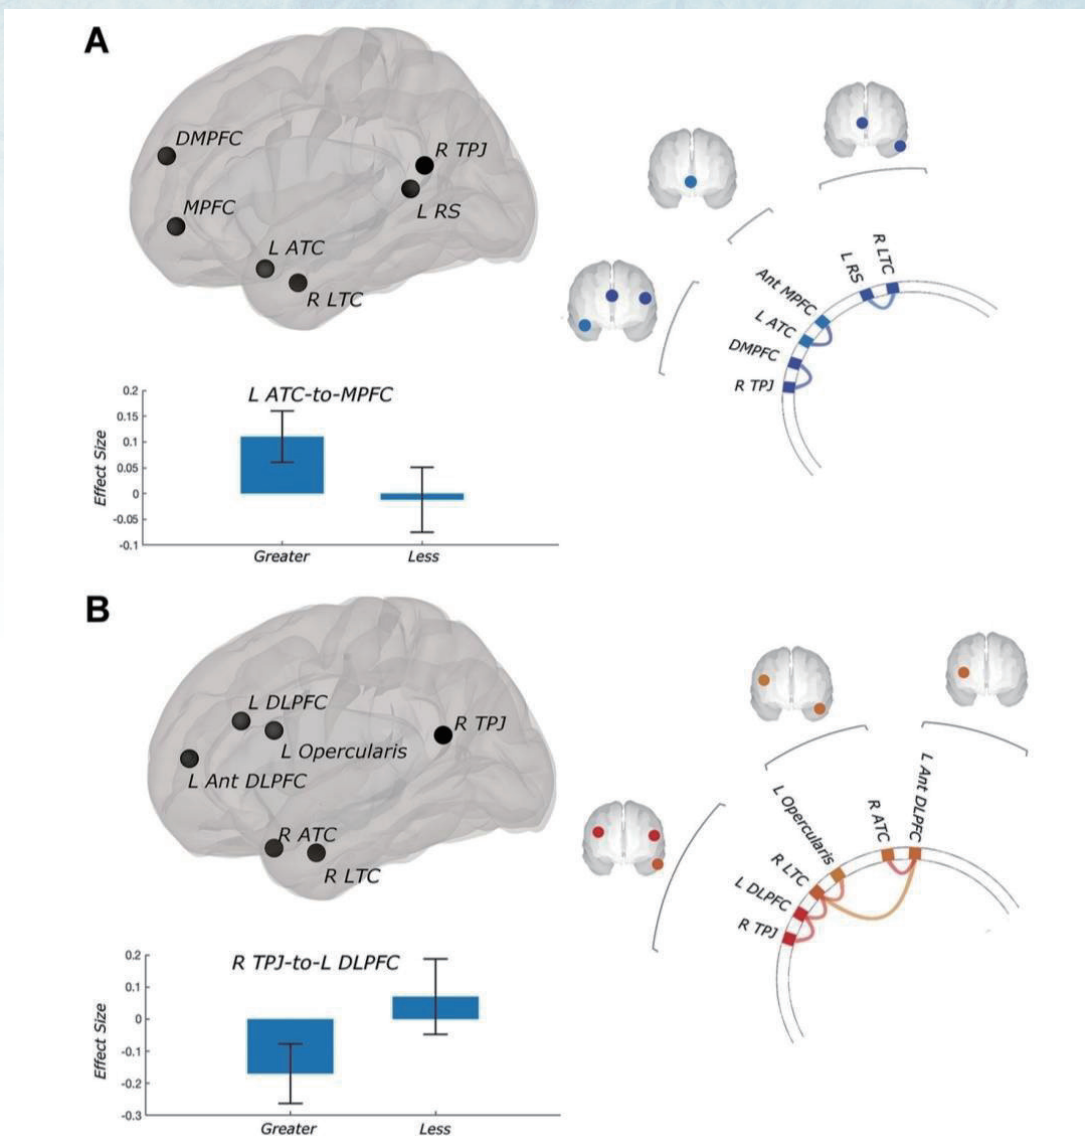 A
DMPFC
R TPJ
MPFC
L RS
L ATC
R LTC
R LTC
L RS
Ant MPFC
L ATC
DMPFC
R TPJ
L ATC-to-MPFC
Effect Size
0.2
0.15
0.1
0.05
0
-0.05
-0.1
Greater
Less
B
L DLPFC
R TPJ
L Opercularis
L Ant DLPFC
R ATC
R LTC
L Ant DLPFC
R ATC
L Opercularis
R LTC
L DLPFC
R TPJ
R TPJ-to-L DLPFC
Effect Size
0.2
0.1
0
-0.1
-0.2
-0.3
Greater
Less